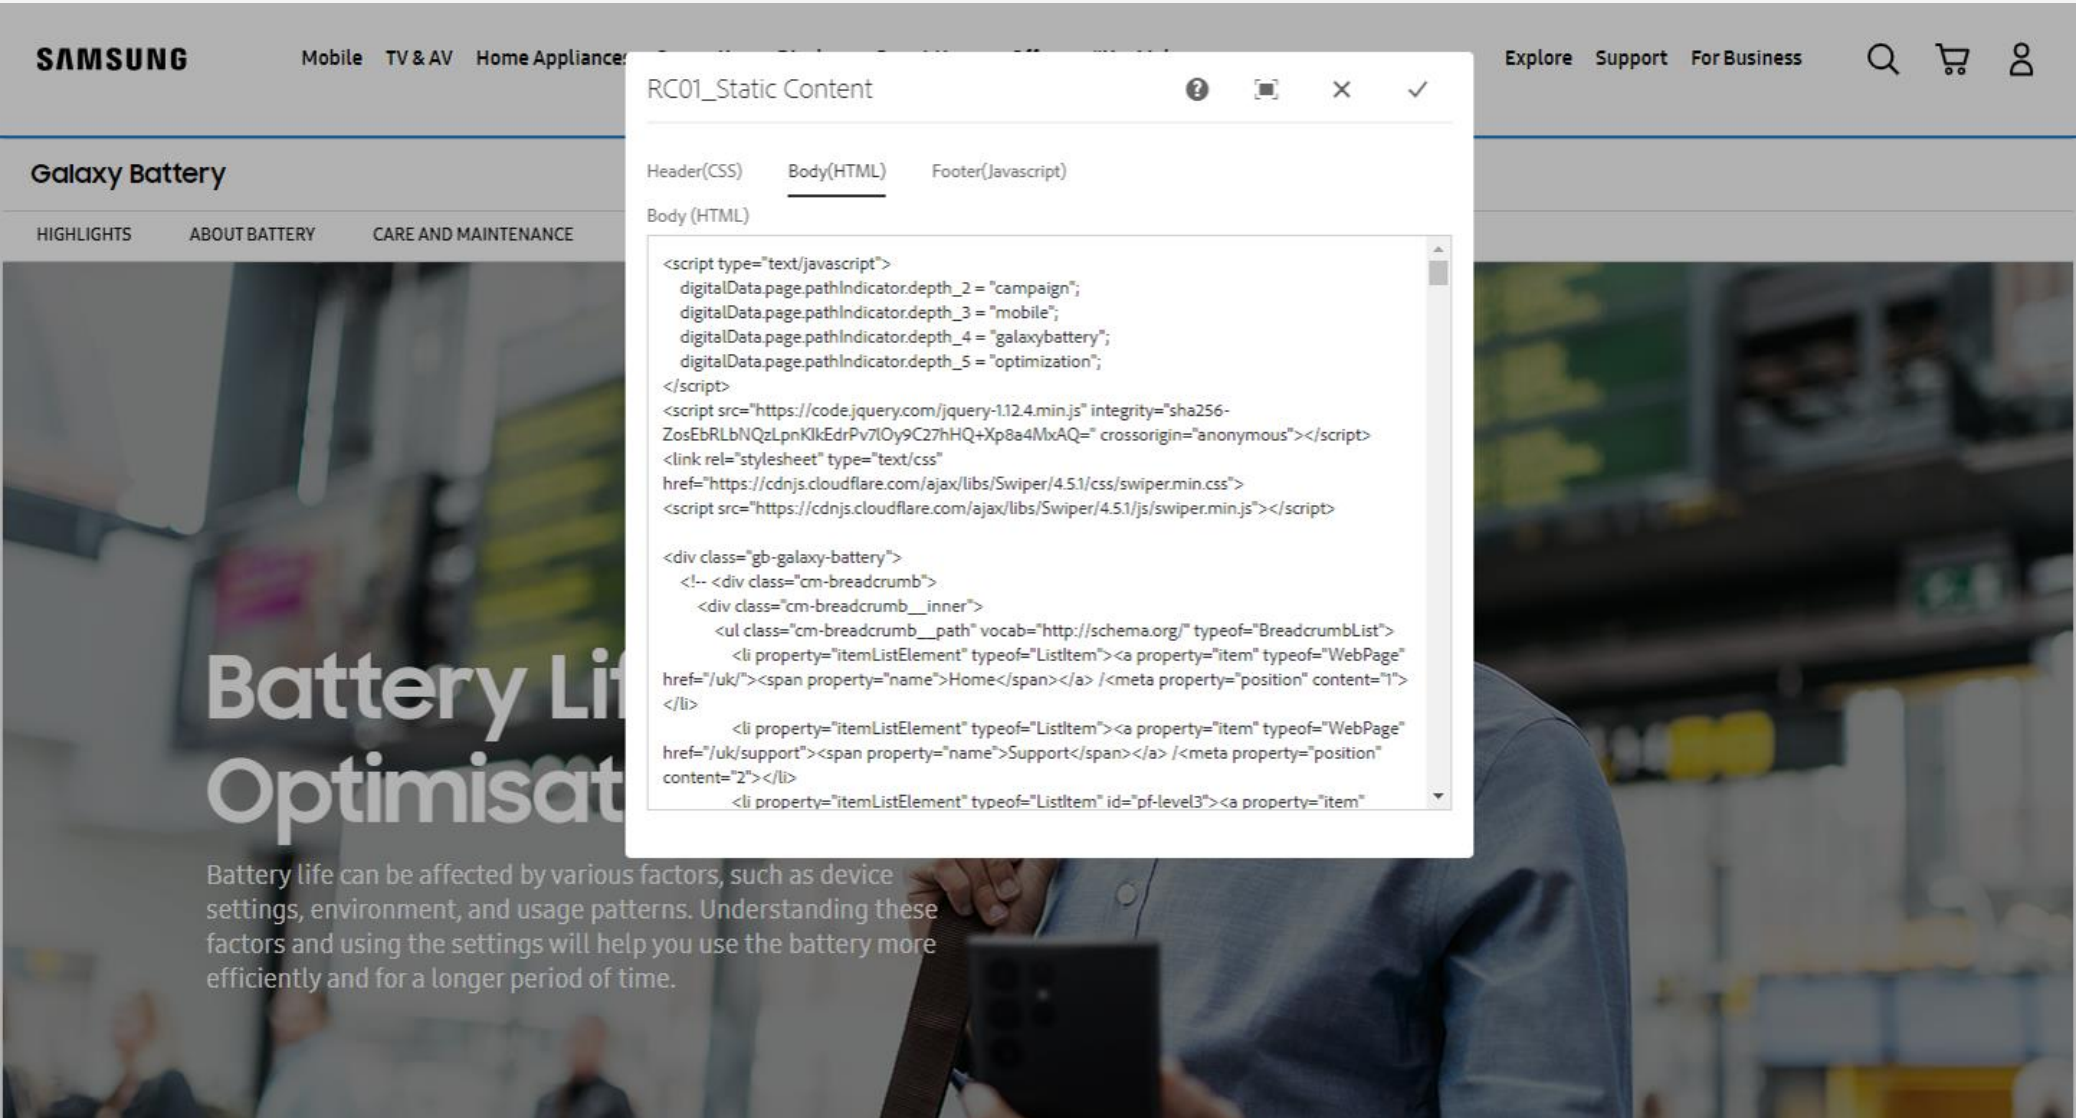 SAMSUNG
Mobile TV & AV Home Appliances
Explore Support For Business
RC01_Static Content
Galaxy Battery
HIGHLIGHTS ABOUT BATTERY CARE AND MAINTENANCE
Header(CSS) Body(HTML) Footer(Javascript)
Body (HTML)
<script type="text/javascript">
digitalData.page.pathIndicator.depth_2 = "campaign";
digitalData.page.pathIndicator.depth_3 = "mobile";
digitalData.page.pathIndicator.depth_4 = "galaxybattery";
digitalData.page.pathIndicator.depth_5 = "optimization";
</script>
<script src="https://code.jquery.com/jquery-1.12.4.min.js" integrity="sha256-
ZosEbRLbNQzLpnKIkEdrPv7lOy9C27hHQ+Xp8a4MxAQ=" crossorigin="anonymous"></script>
<link rel="stylesheet" type="text/css"
href="https://cdnjs.cloudflare.com/ajax/libs/Swiper/4.5.1/css/swiper.min.css">
<script src="https://cdnjs.cloudflare.com/ajax/libs/Swiper/4.5.1/js/swiper.min.js"></script>
<div class="gb-galaxy-battery">
<!-- <div class="cm-breadcrumb">
<div class="cm-breadcrumb__inner">
<ul class="cm-breadcrumb__path" vocab="http://schema.org/" typeof="BreadcrumbList">
<li property="itemListElement" typeof="ListItem"><a property="item" typeof="WebPage"
href="/uk/"><span property="name">Home</span></a> /<meta property="position" content="1">
</li>
<li property="itemListElement" typeof="ListItem"><a property="item" typeof="WebPage"
href="/uk/support"><span property="name">Support</span></a> /<meta property="position"
content="2"></li>
<li property="itemListElement" typeof="ListItem" id="pf-level3"><a property="item"
Battery Lif
Optimisat
Battery life can be affected by various factors, such as device
settings, environment, and usage patterns. Understanding these
factors and using the settings will help you use the battery more
efficiently and for a longer period of time.